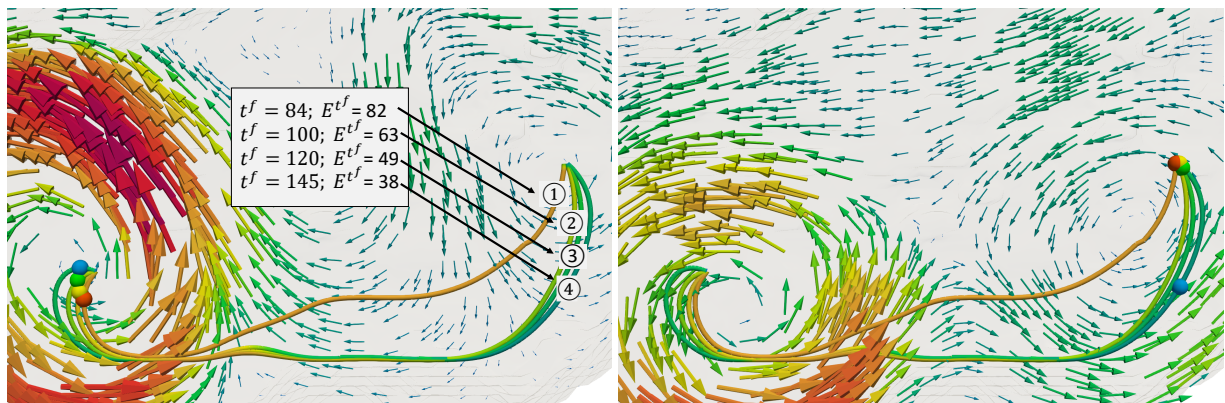 t^f = 84; E^{t^f} = 82
t^f = 100; E^{t^f} = 63
t^f = 120; E^{t^f} = 49
t^f = 145; E^{t^f} = 38
①
②
③
④